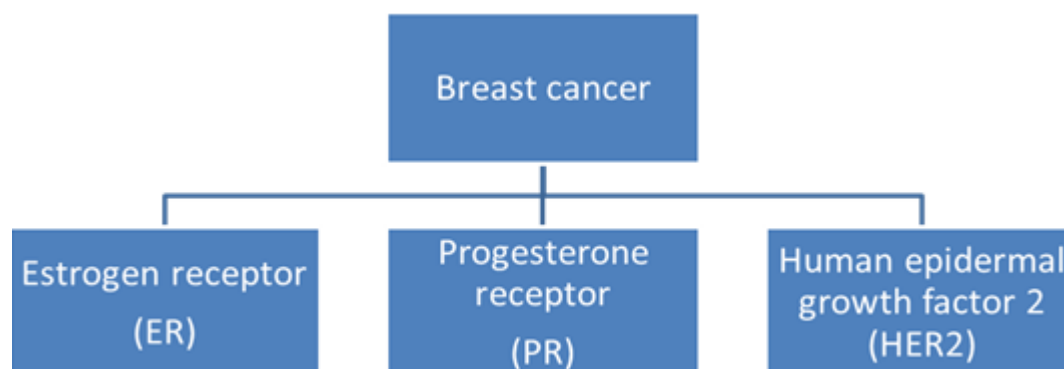 Breast cancer
Estrogen receptor
(ER)
Progesterone
receptor
(PR)
Human epidermal
growth factor 2
(HER2)